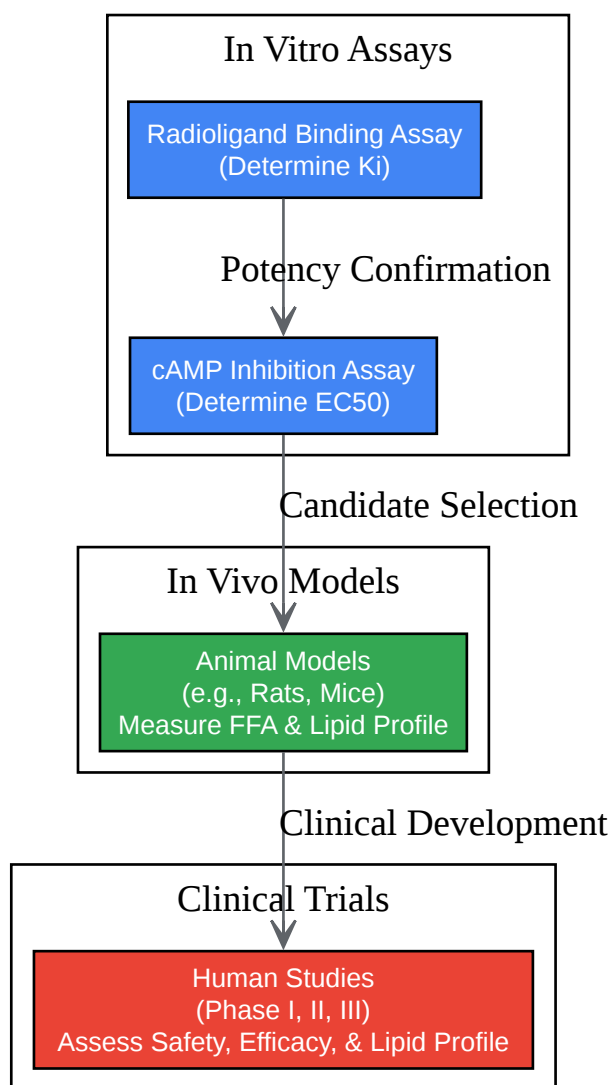 In Vitro Assays
Radioligand Binding Assay
(Determine Ki)
Potency Confirmation
cAMP Inhibition Assay
(Determine EC50)
Candidate Selection
In Vivo Models
Animal Models
(e.g., Rats, Mice)
Measure FFA & Lipid Profile
Clinical Development
Clinical Trials
Human Studies
(Phase I, II, III)
Assess Safety, Efficacy, & Lipid Profile